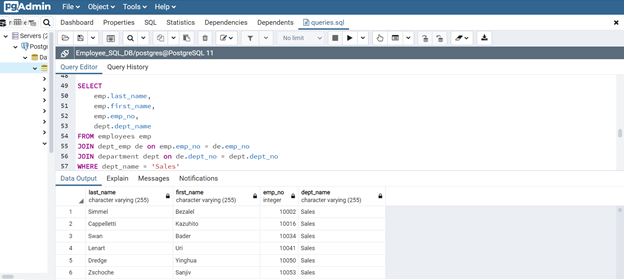 pgAdmin File Object Tools Help
Dashboard Properties SQL Statistics Dependencies Dependents queries.sql
Servers (2
No limit
Postgr
Employee_SQL_DB/postgres@PostgreSQL 11
Da
Query Editor Query History
48
49 SELECT
50 emp.last_name,
51 emp.first_name,
52 emp.emp_no,
53 dept.dept_name
54 FROM employees emp
55 JOIN dept_emp de on emp.emp_no = de.emp_no
56 JOIN department dept on de.dept_no = dept.dept_no
57 WHERE dept_name = 'Sales'
Data Output Explain Messages Notifications
last_name first_name emp_no dept_name
character varying (255) character varying (255) integer character varying (255)
1 Simmel Bezalel 10002 Sales
2 Cappelletti Kazuhito 10016 Sales
3 Swan Bader 10034 Sales
4 Lenart Uri 10041 Sales
5 Dredge Yinghua 10050 Sales
6 Zschoche Sanjiv 10053 Sales